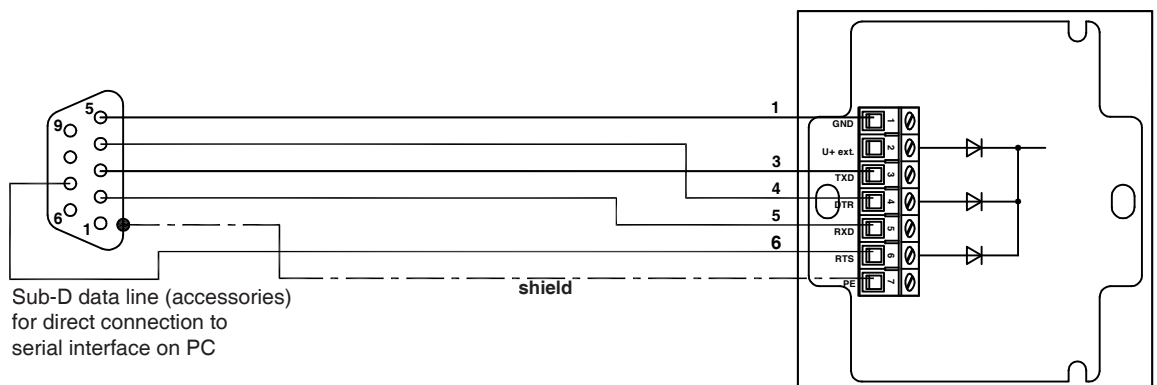 5
9
6
1
1
3
4
5
6
GND
U+ ext.
TXD
DTR
RXD
RTS
PE
1
2
3
4
5
6
7
shield
Sub-D data line (accessories)
for direct connection to
serial interface on PC